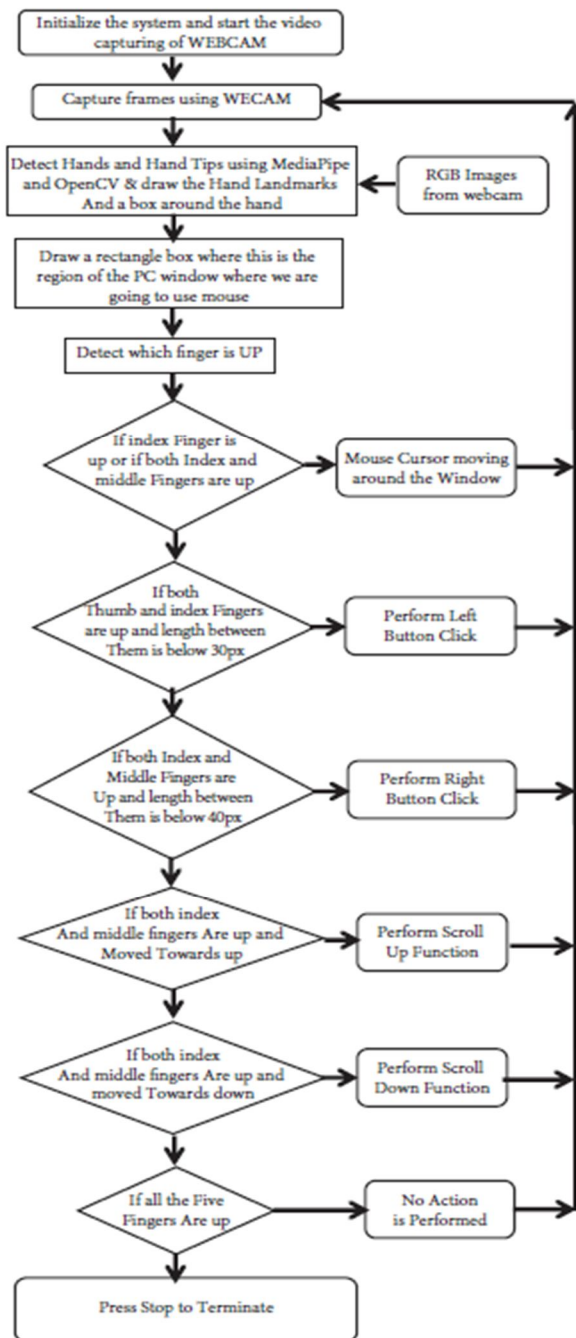 Initialize the system and start the video
capturing of WEBCAM
Capture frames using WECAM
Detect Hands and Hand Tips using MediaPipe
and OpenCV & draw the Hand Landmarks
And a box around the hand
RGB Images
from webcam
Draw a rectangle box where this is the
region of the PC window where we are
going to use mouse
Detect which finger is UP
If index Finger is
up or if both Index and
middle Fingers are up
Mouse Cursor moving
around the Window
If both
Thumb and index Fingers
are up and length between
Them is below 30px
Perform Left
Button Click
If both Index and
Middle Fingers are
Up and length between
Them is below 40px
Perform Right
Button Click
If both index
And middle fingers Are up and
Moved Towards up
Perform Scroll
Up Function
If both index
And middle fingers Are up and
moved Towards down
Perform Scroll
Down Function
If all the Five
Fingers Are up
No Action
is Performed
Press Stop to Terminate